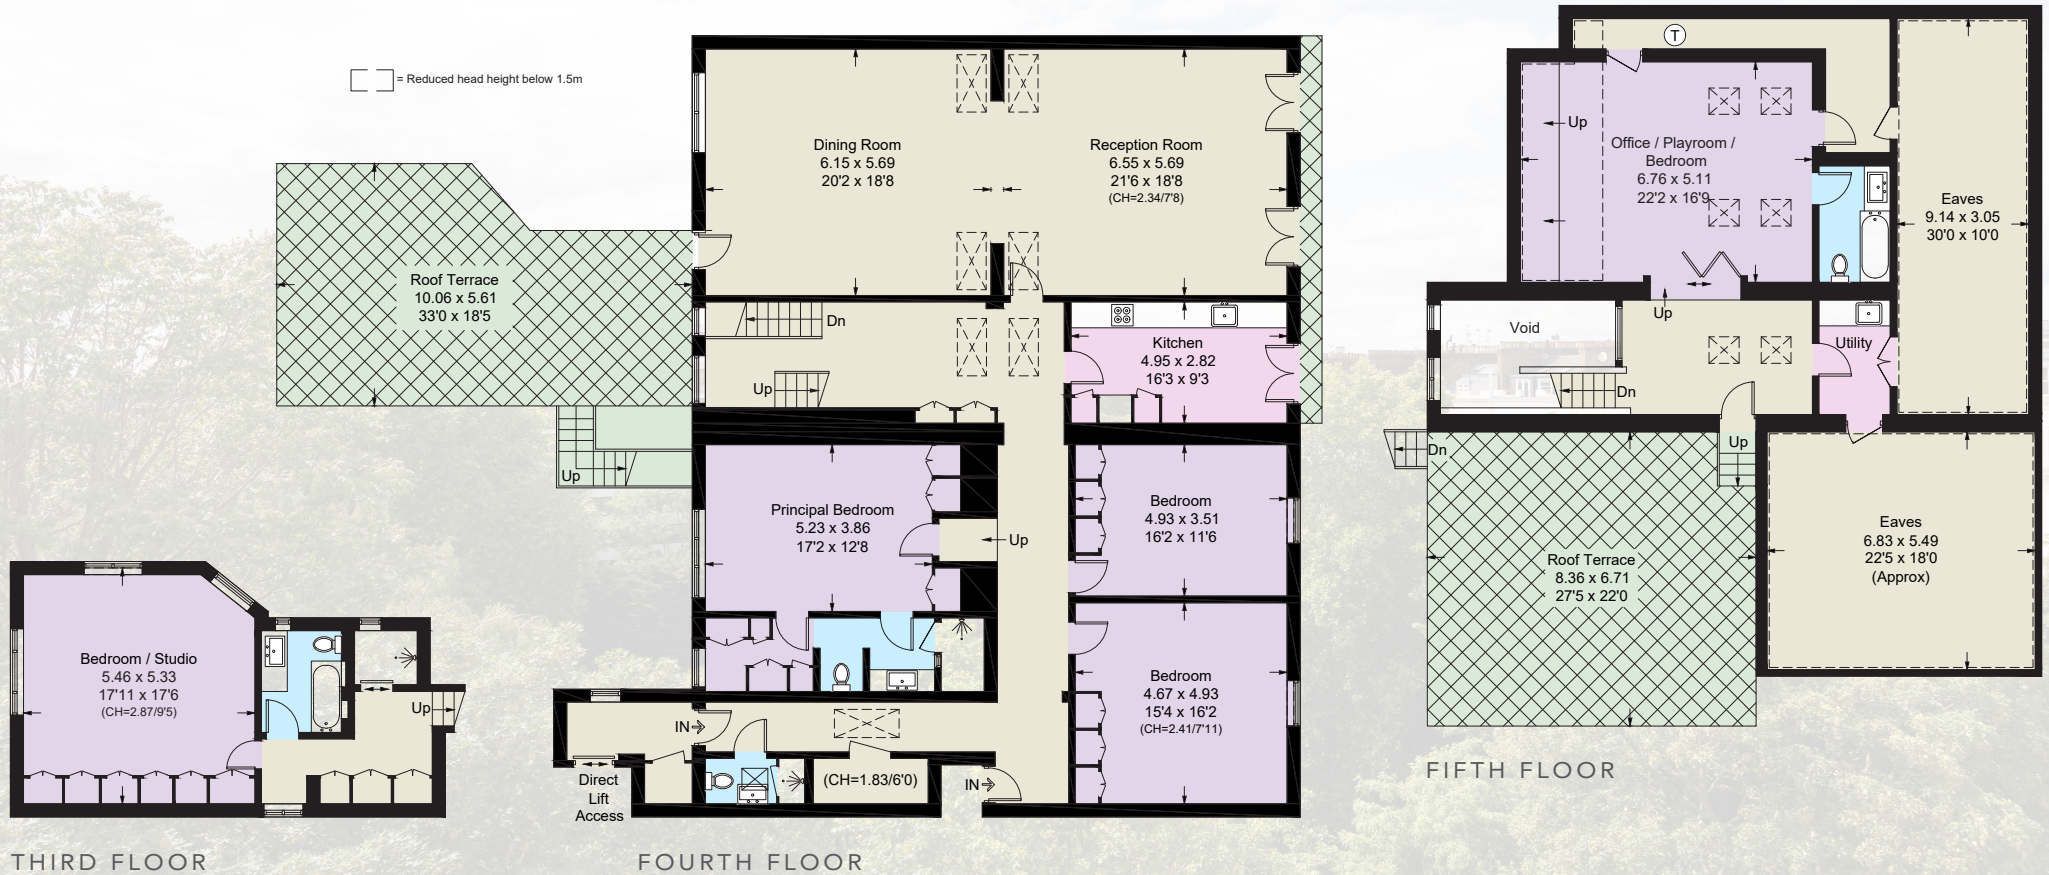 = Reduced head height below 1.5m
Bedroom / Studio
5.46 x 5.33
17'11 x 17'6
(CH=2.87/9'5)
Up
THIRD FLOOR
Roof Terrace
10.06 x 5.61
33'0 x 18'5
Up
Dining Room
6.15 x 5.69
20'2 x 18'8
Reception Room
6.55 x 5.69
21'6 x 18'8
(CH=2.34/7'8)
Dn
Up
Kitchen
4.95 x 2.82
16'3 x 9'3
Principal Bedroom
5.23 x 3.86
17'2 x 12'8
Up
Bedroom
4.93 x 3.51
16'2 x 11'6
Bedroom
4.67 x 4.93
15'4 x 16'2
(CH=2.41/7'11)
IN
Direct
Lift
Access
(CH=1.83/6'0)
IN
FOURTH FLOOR
T
Up
Office / Playroom /
Bedroom
6.76 x 5.11
22'2 x 16'9
Eaves
9.14 x 3.05
30'0 x 10'0
Up
Void
Utility
Dn
Dn
Up
Roof Terrace
8.36 x 6.71
27'5 x 22'0
Eaves
6.83 x 5.49
22'5 x 18'0
(Approx)
FIFTH FLOOR